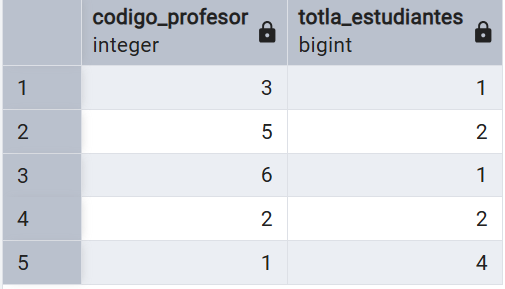 codigo_profesor totla_estudiantes
integer bigint
1 3 1
2 5 2
3 6 1
4 2 2
5 1 4